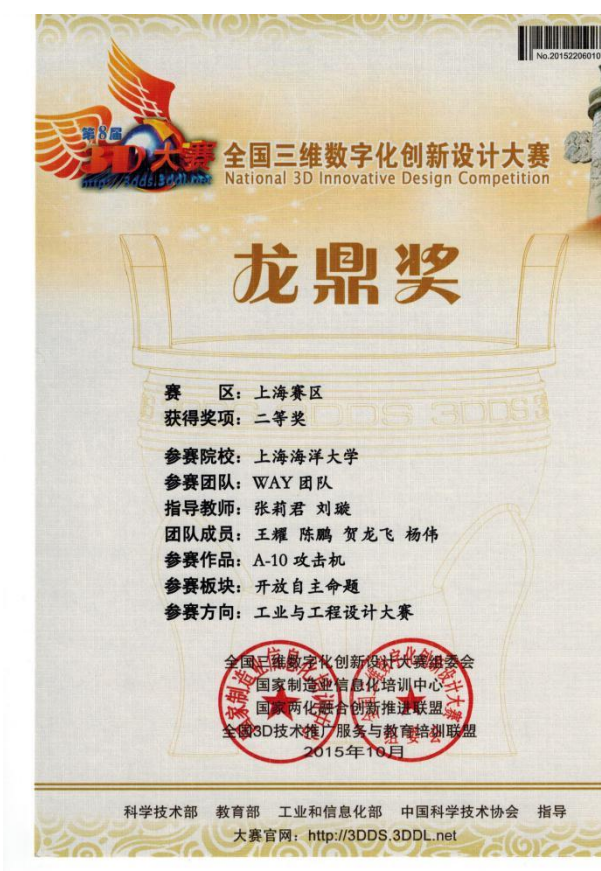 No.20152206010
第8届
3D大赛
http://3dds.3ddl.net
全国三维数字化创新设计大赛
National 3D Innovative Design Competition
龙鼎奖
赛 区：上海赛区
获得奖项：二等奖
参赛院校：上海海洋大学
参赛团队：WAY 团队
指导教师：张莉君 刘璇
团队成员：王耀 陈鹏 贺龙飞 杨伟
参赛作品：A-10 攻击机
参赛板块：开放自主命题
参赛方向：工业与工程设计大赛
全国三维数字化创新设计大赛组委会
国家制造业信息化培训中心
国家两化融合创新推进联盟
全国3D技术推广服务与教育培训联盟
2015年10月
科学技术部 教育部 工业和信息化部 中国科学技术协会 指导
大赛官网：http://3DDS.3DDL.net